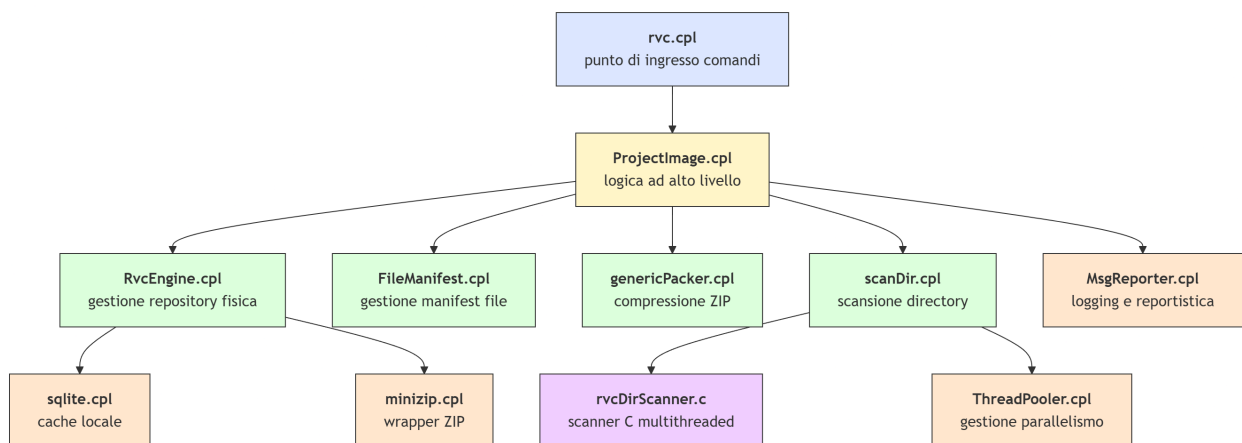 rvc.cpl
punto di ingresso comandi
ProjectImage.cpl
logica ad alto livello
RvcEngine.cpl
gestione repository fisica
FileManifest.cpl
gestione manifest file
genericPacker.cpl
compressione ZIP
scanDir.cpl
scansione directory
MsgReporter.cpl
logging e reportistica
sqlite.cpl
cache locale
minizip.cpl
wrapper ZIP
rvcDirScanner.c
scanner C multithreaded
ThreadPooler.cpl
gestione parallelismo